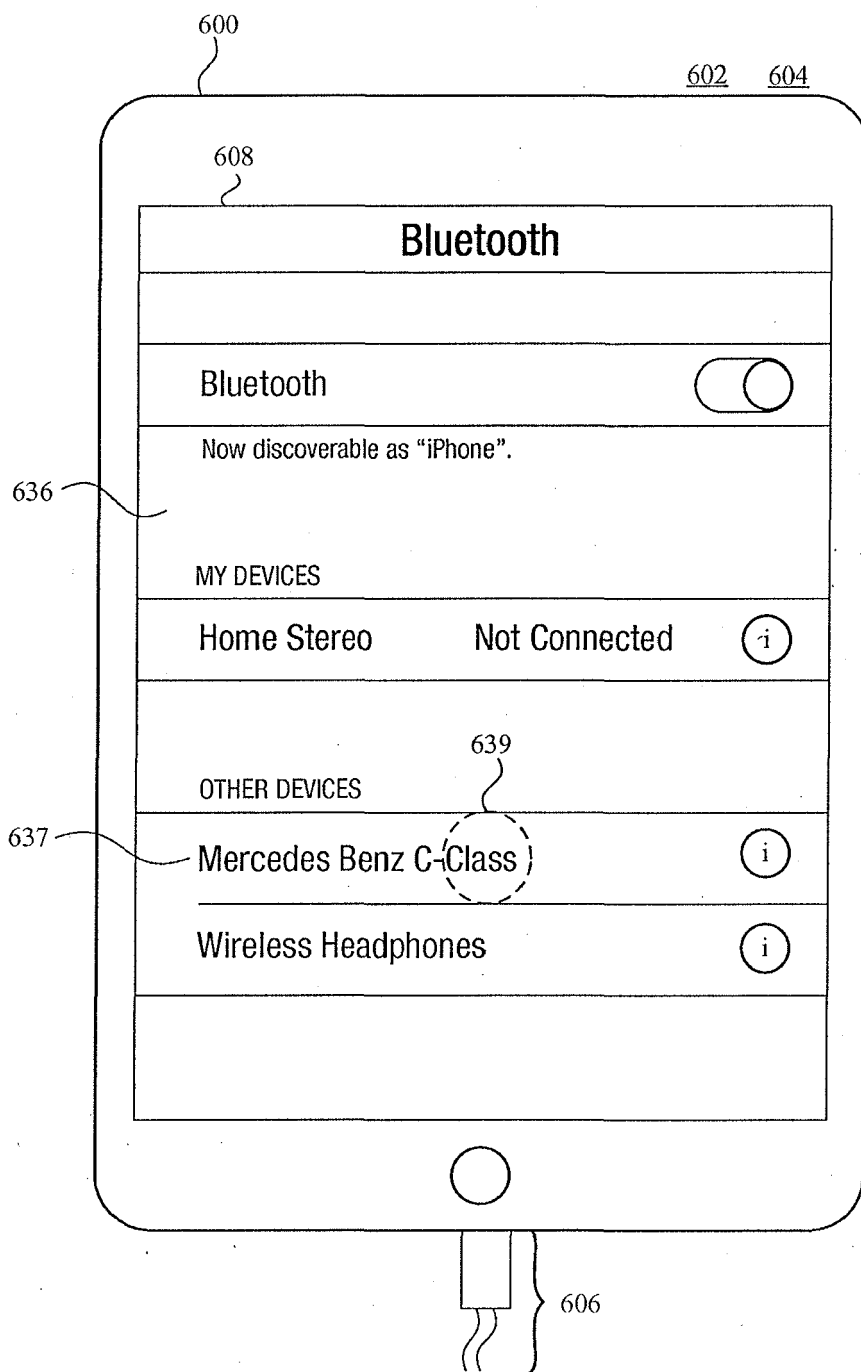 600
602 604
608
Bluetooth
Bluetooth
Now discoverable as “iPhone”.
636
MY DEVICES
Home Stereo Not Connected i
639
OTHER DEVICES
637
Mercedes Benz C-Class i
Wireless Headphones i
606